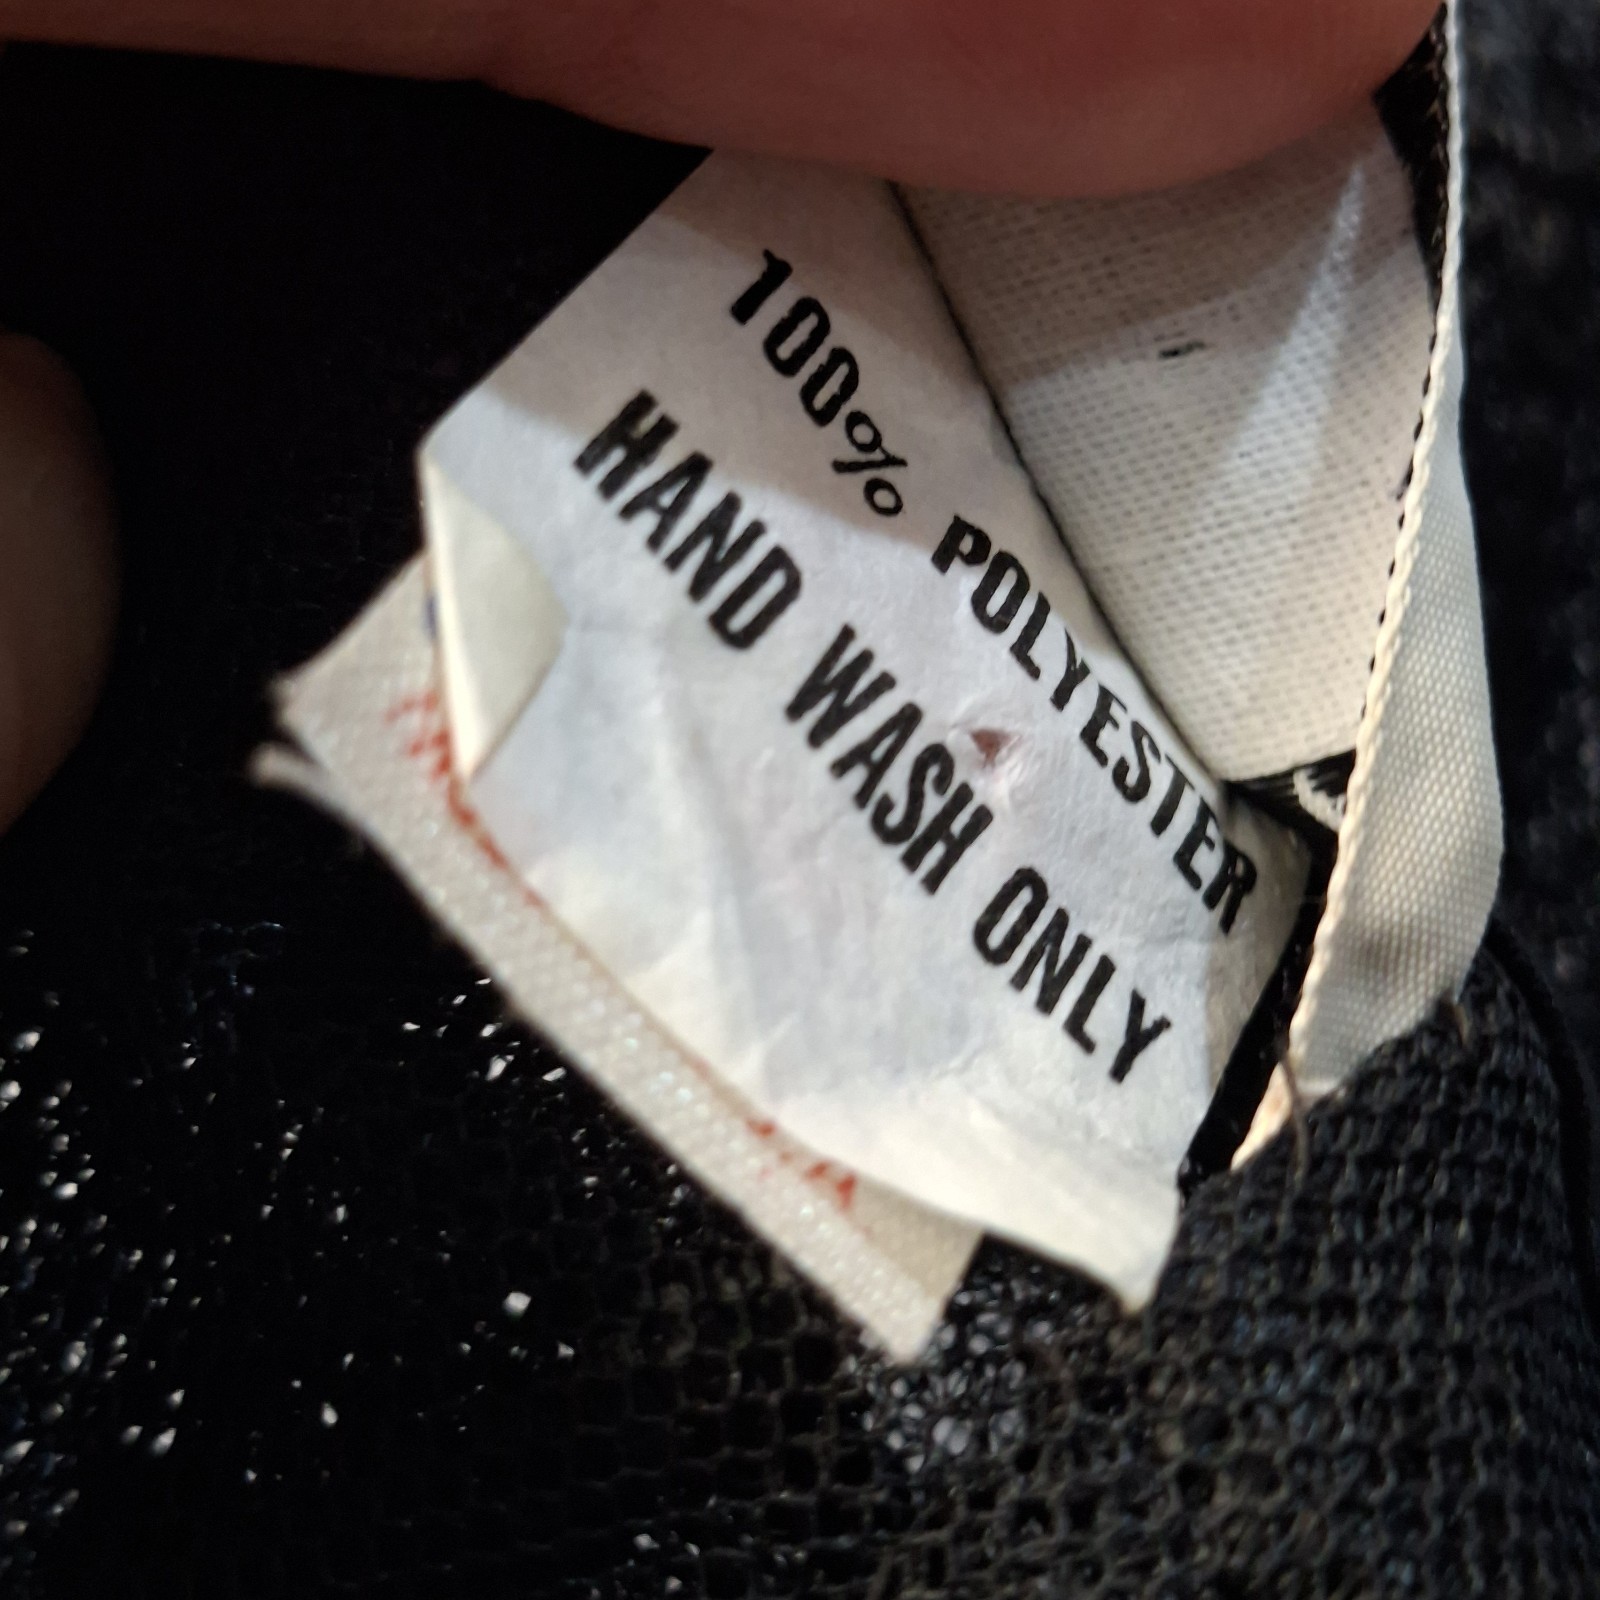 100% POLYESTER
HAND WASH ONLY